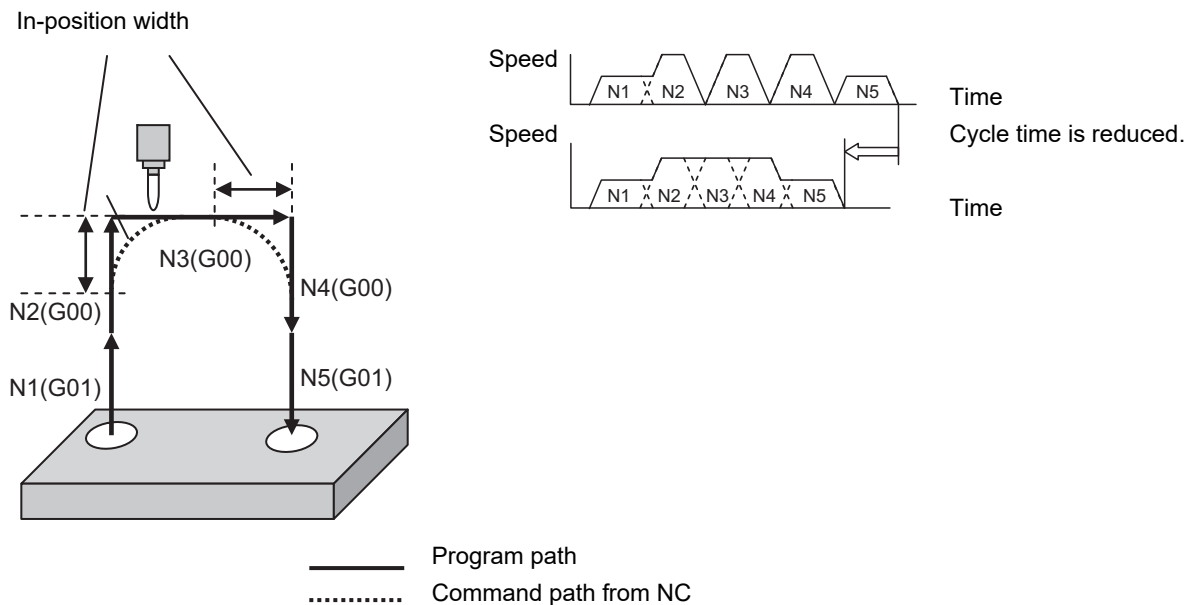 In-position width
N3(G00)
N2(G00)
N4(G00)
N1(G01)
N5(G01)
Speed
N1 N2 N3 N4 N5
Time
Cycle time is reduced.
Speed
N1 N2 N3 N4 N5
Time
Program path
Command path from NC